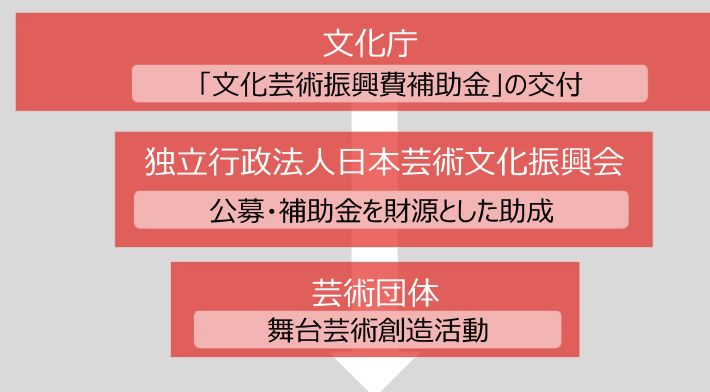 文化庁
「文化芸術振興費補助金」の交付
独立行政法人日本芸術文化振興会
公募・補助金を財源とした助成
芸術団体
舞台芸術創造活動